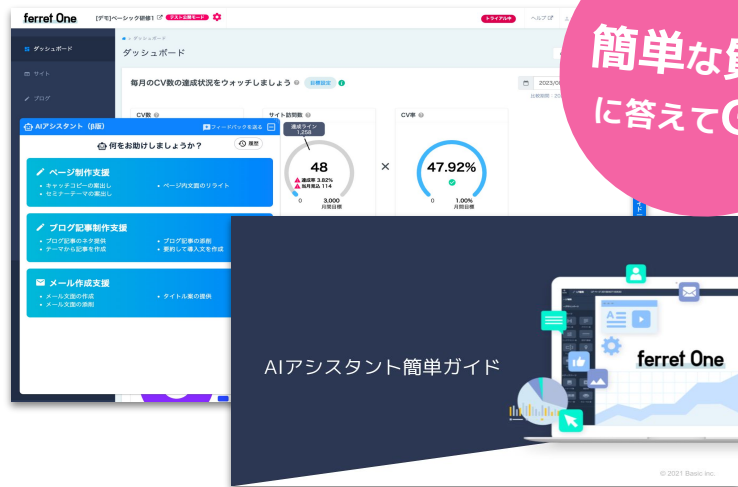 ferret One
[デモ]ベーシック研修1
テスト公開モード
トライアル中
ヘルプ
ダッシュボード
サイト
ブログ
ダッシュボード
毎月のCV数の達成状況をウォッチしましょう
目標設定
CV数
サイト訪問数
CV率
達成ライン
1,258
48
達成率 3.82%
当月見込 114
0
3,000
月間目標
×
47.92%
0
1.00%
月間目標
AIアシスタント（β版）
フィードバックを送る
何をお助けしましょうか？
履歴
ページ制作支援
・キャッチコピーの案出し
・ページ内文面のリライト
・セミナーテーマの案出し
ブログ記事制作支援
・ブログ記事のネタ提供
・ブログ記事の添削
・テーマから記事を作成
・要約して導入文を作成
メール作成支援
・メール文面の作成
・タイトル案の提供
・メール文面の添削
簡単な
に答えて
AIアシスタント簡単ガイド
ferret One
© 2021 Basic inc.